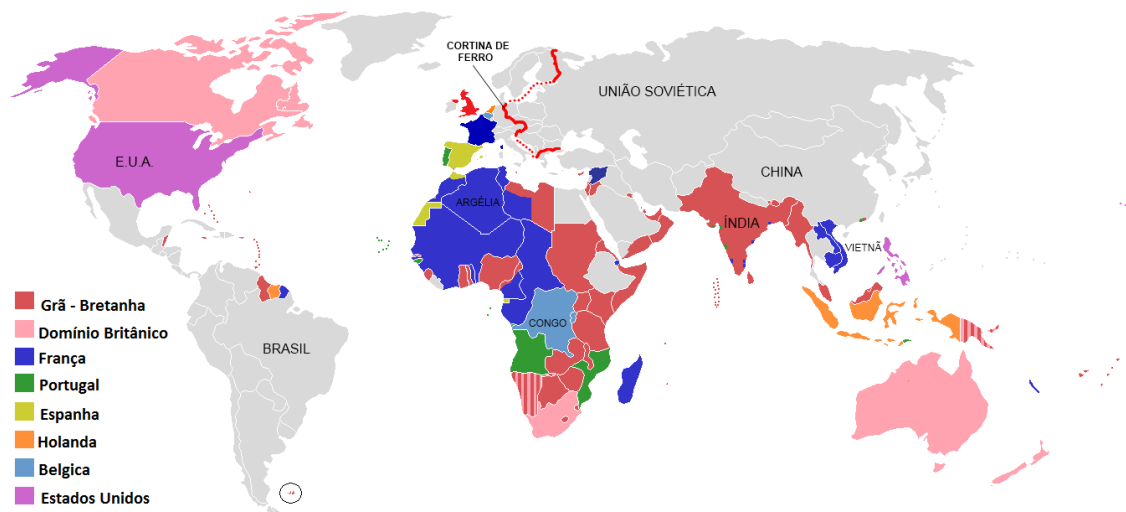 CORTINA DE
FERRO
UNIÃO SOVIÉTICA
E.U.A.
CHINA
ARGÉLIA
ÍNDIA
VIETNÃ
CONGO
BRASIL
Grã - Bretanha
Domínio Britânico
França
Portugal
Espanha
Holanda
Belgica
Estados Unidos